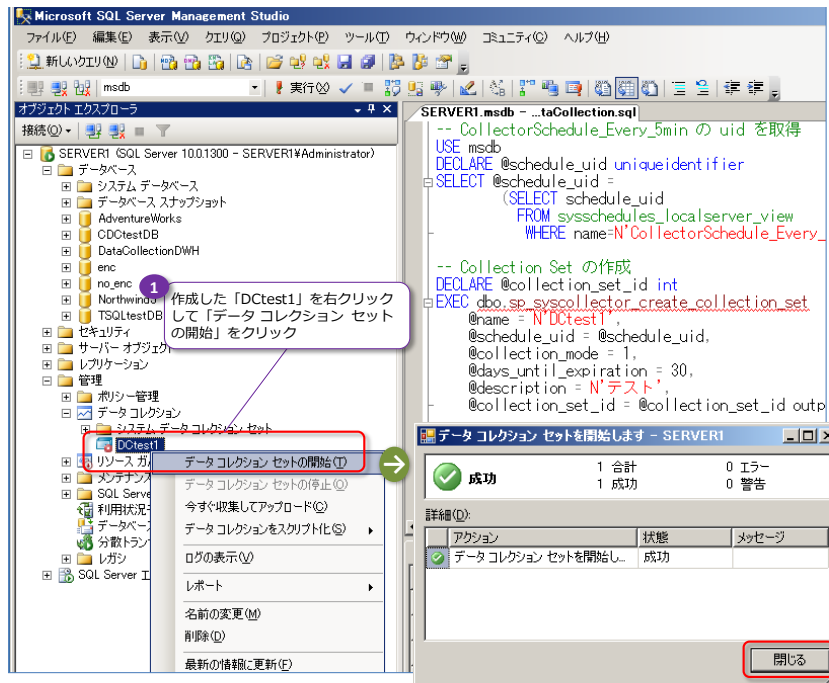 Microsoft SQL Server Management Studio
ファイル(F) 編集(E) 表示(V) クエリ(Q) プロジェクト(P) ツール(T) ウィンドウ(W) コミュニティ(C) ヘルプ(H)
新しいクエリ(N)
msdb 実行(X)
オブジェクト エクスプローラ
接続(O)
SERVER1 (SQL Server 10.0.1300 - SERVER1¥Administrator)
データベース
システム データベース
データベース スナップショット
AdventureWorks
CDCtestDB
DataCollectionDWH
enc
no_enc
Northwind
TSQLtestDB
セキュリティ
サーバー オブジェクト
レプリケーション
管理
ポリシー管理
データ コレクション
システム データ コレクション セット
DCtest1
リソース ガ
メンテナンス
SQL Serve
利用状況
データベース
分散トラン
レガシ
SQL Server エ
1
作成した「DCtest1」を右クリック
して「データ コレクション セット
の開始」をクリック
データ コレクション セットの開始(T)
データ コレクション セットの停止(O)
今すぐ収集してアップロード(C)
データ コレクションをスクリプト化(S)
ログの表示(V)
レポート
名前の変更(M)
削除(D)
最新の情報に更新(F)
SERVER1.msdb - ...taCollection.sql
-- CollectorSchedule_Every_5min の uid を取得
USE msdb
DECLARE @schedule_uid uniqueidentifier
SELECT @schedule_uid =
(SELECT schedule_uid
FROM sysschedules_localserver_view
WHERE name=N'CollectorSchedule_Every_
-- Collection Set の作成
DECLARE @collection_set_id int
EXEC dbo.sp_syscollector_create_collection_set
@name = N'DCtest1',
@schedule_uid = @schedule_uid,
@collection_mode = 1,
@days_until_expiration = 30,
@description = N'テスト',
@collection_set_id = @collection_set_id outp
データ コレクション セットを開始します - SERVER1
成功
1 合計 0 エラー
1 成功 0 警告
詳細(D):
アクション 状態 メッセージ
データ コレクション セットを開始し... 成功
閉じる